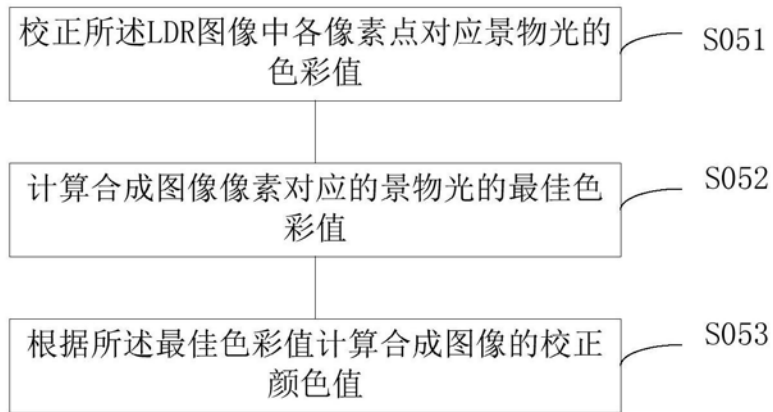 校正所述LDR图像中各像素点对应景物光的
色彩值
S051
计算合成图像像素对应的景物光的最佳色
彩值
S052
根据所述最佳色彩值计算合成图像的校正
颜色值
S053